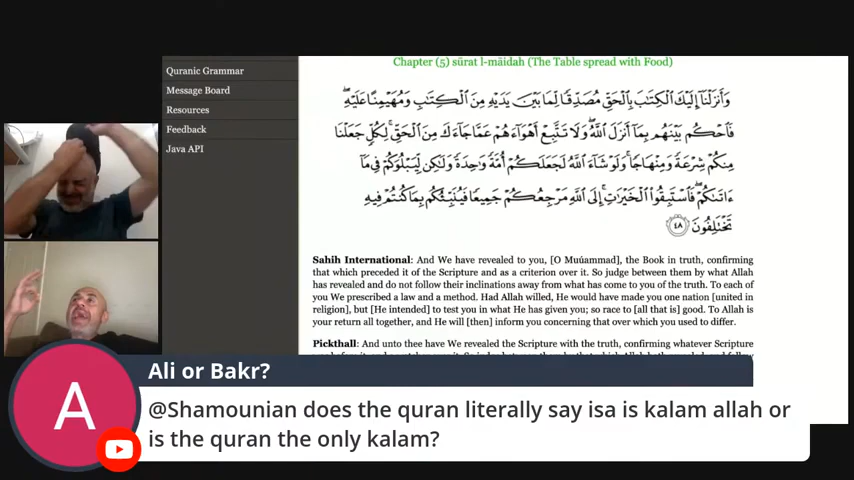 Quranic Grammar
Message Board
Resources
Feedback
Java API
Chapter (5) sūrat l-māidah (The Table spread with Food)
وَأَنزَلْنَآ إِلَيْكَ ٱلْكِتَٰبَ بِٱلْحَقِّ مُصَدِّقًا لِّمَا بَيْنَ يَدَيْهِ مِنَ ٱلْكِتَٰبِ وَمُهَيْمِنًا عَلَيْهِ ۖ
فَٱحْكُم بَيْنَهُم بِمَآ أَنزَلَ ٱللَّهُ ۖ وَلَا تَتَّبِعْ أَهْوَآءَهُمْ عَمَّا جَآءَكَ مِنَ ٱلْحَقِّ ۚ لِكُلٍّ جَعَلْنَا
مِنكُمْ شِرْعَةً وَمِنْهَاجًا ۚ وَلَوْ شَآءَ ٱللَّهُ لَجَعَلَكُمْ أُمَّةً وَٰحِدَةً وَلَٰكِن لِّيَبْلُوَكُمْ فِى مَآ
ءَاتَىٰكُمْ ۖ فَٱسْتَبِقُوا۟ ٱلْخَيْرَٰتِ ۚ إِلَى ٱللَّهِ مَرْجِعُكُمْ جَمِيعًا فَيُنَبِّئُكُم بِمَا كُنتُمْ فِيهِ
تَخْتَلِفُونَ ٤٨
Sahih International: And We have revealed to you, [O Muúammad], the Book in truth, confirming
that which preceded it of the Scripture and as a criterion over it. So judge between them by what Allah
has revealed and do not follow their inclinations away from what has come to you of the truth. To each of
you We prescribed a law and a method. Had Allah willed, He would have made you one nation [united in
religion], but [He intended] to test you in what He has given you; so race to [all that is] good. To Allah is
your return all together, and He will [then] inform you concerning that over which you used to differ.
Pickthall: And unto thee have We revealed the Scripture with the truth, confirming whatever Scripture
Ali or Bakr?
@Shamounian does the quran literally say isa is kalam allah or
is the quran the only kalam?
A